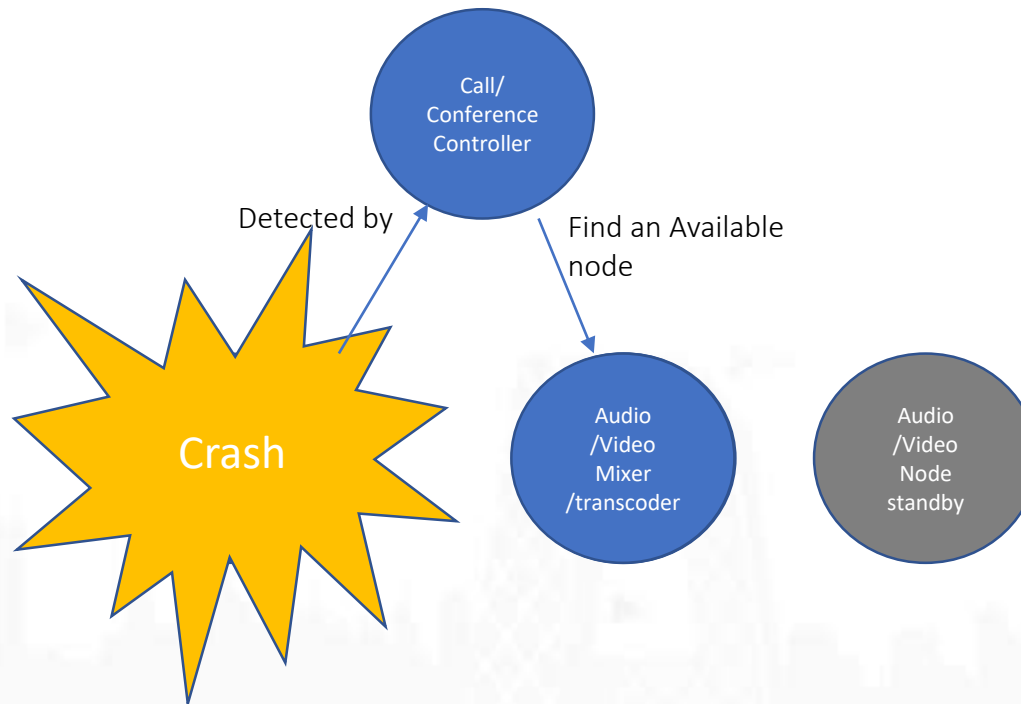 Call/
Conference
Controller
Detected by
Find an Available
node
Crash
Audio
/Video
Mixer
/transcoder
Audio
/Video
Node
standby